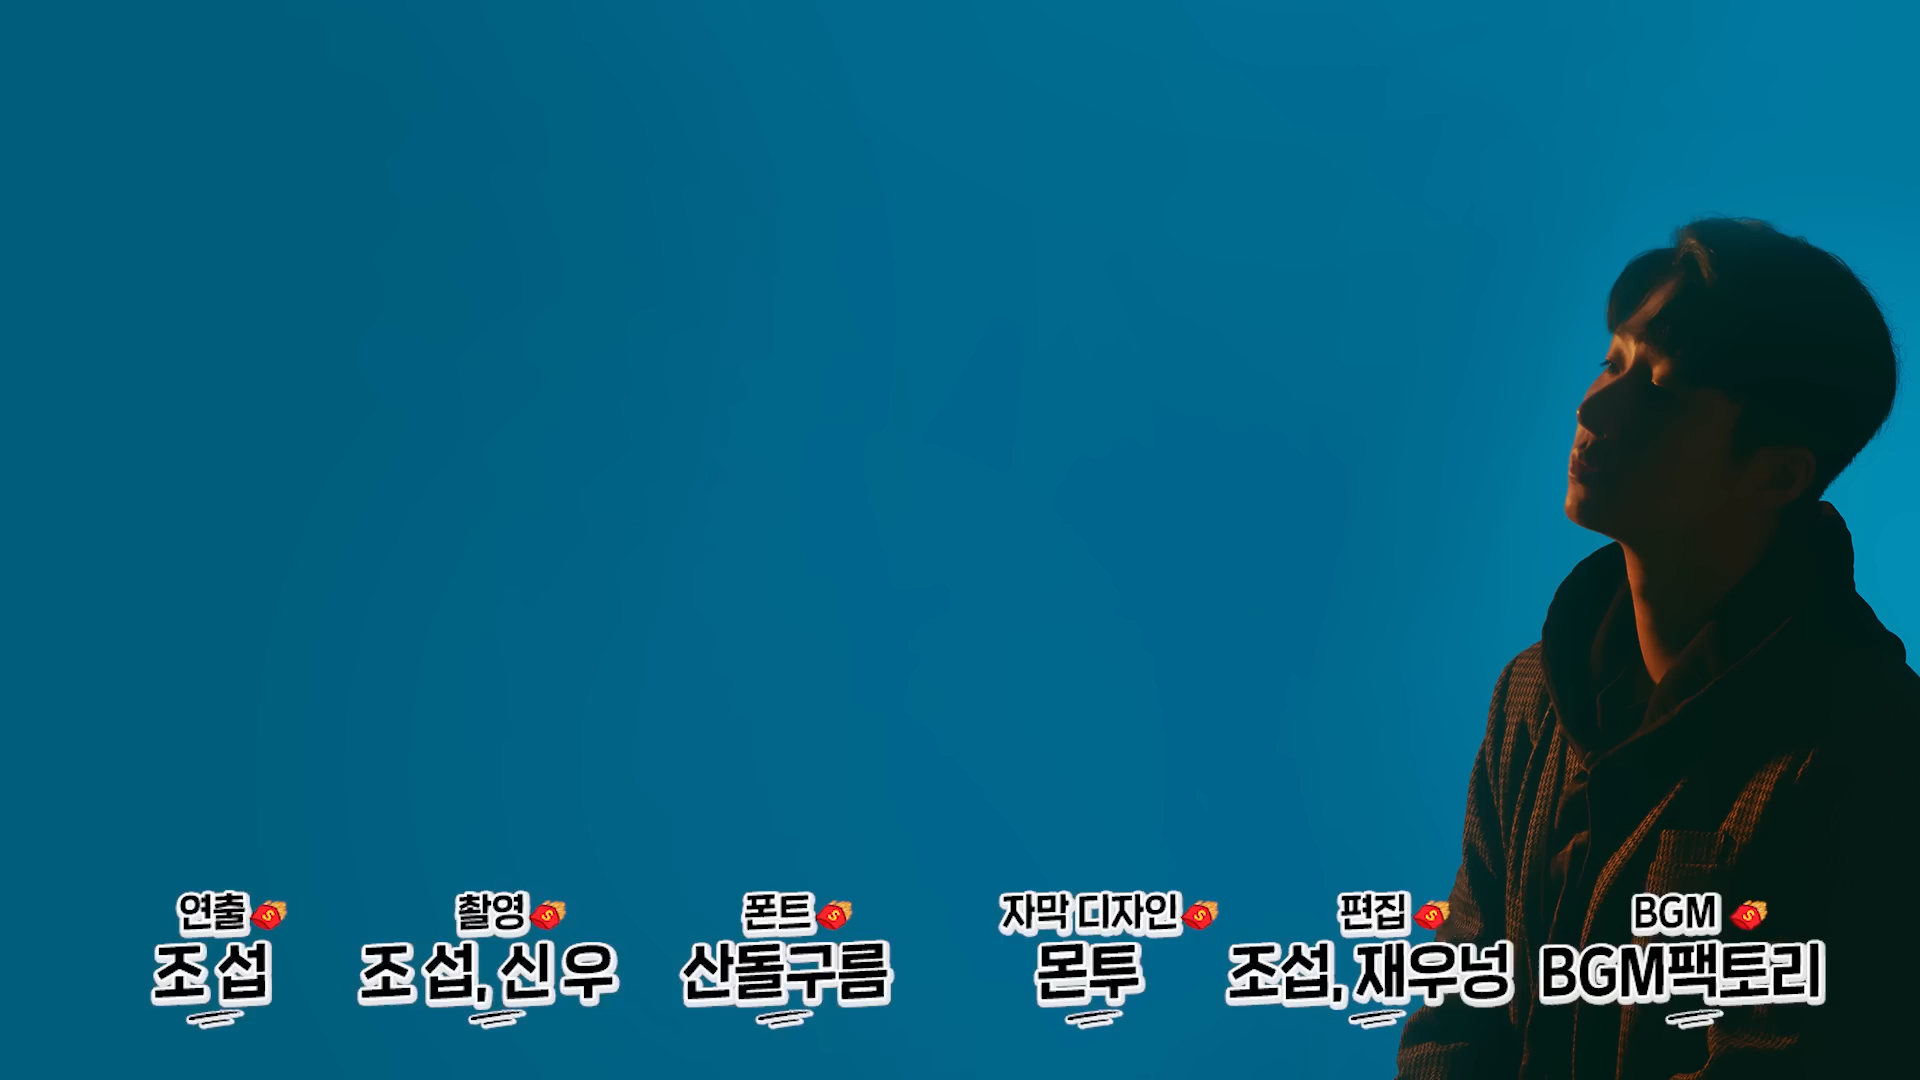 연출
조섭
촬영
조섭, 신우
폰트
산돌구름
자막 디자인
몬투
편집
조섭, 재우넝
BGM
BGM팩토리